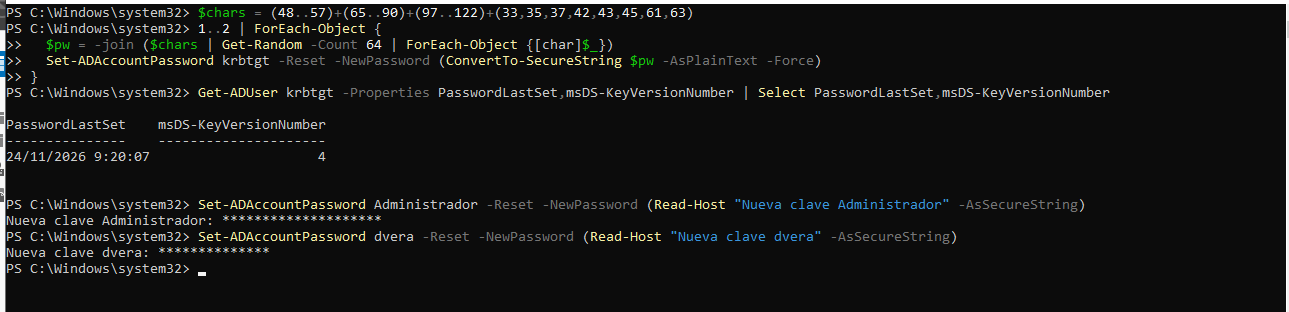 PS C:\Windows\system32> $chars = (48..57)+(65..90)+(97..122)+(33,35,37,42,43,45,61,63)
PS C:\Windows\system32> 1..2 | ForEach-Object {
>>   $pw = -join ($chars | Get-Random -Count 64 | ForEach-Object {[char]$_})
>>   Set-ADAccountPassword krbtgt -Reset -NewPassword (ConvertTo-SecureString $pw -AsPlainText -Force)
>> }
PS C:\Windows\system32> Get-ADUser krbtgt -Properties PasswordLastSet,msDS-KeyVersionNumber | Select PasswordLastSet,msDS-KeyVersionNumber
PasswordLastSet    msDS-KeyVersionNumber
---------------    ---------------------
24/11/2026 9:20:07                     4
PS C:\Windows\system32> Set-ADAccountPassword Administrador -Reset -NewPassword (Read-Host "Nueva clave Administrador" -AsSecureString)
Nueva clave Administrador: ********************
PS C:\Windows\system32> Set-ADAccountPassword dvera -Reset -NewPassword (Read-Host "Nueva clave dvera" -AsSecureString)
Nueva clave dvera: **************
PS C:\Windows\system32>